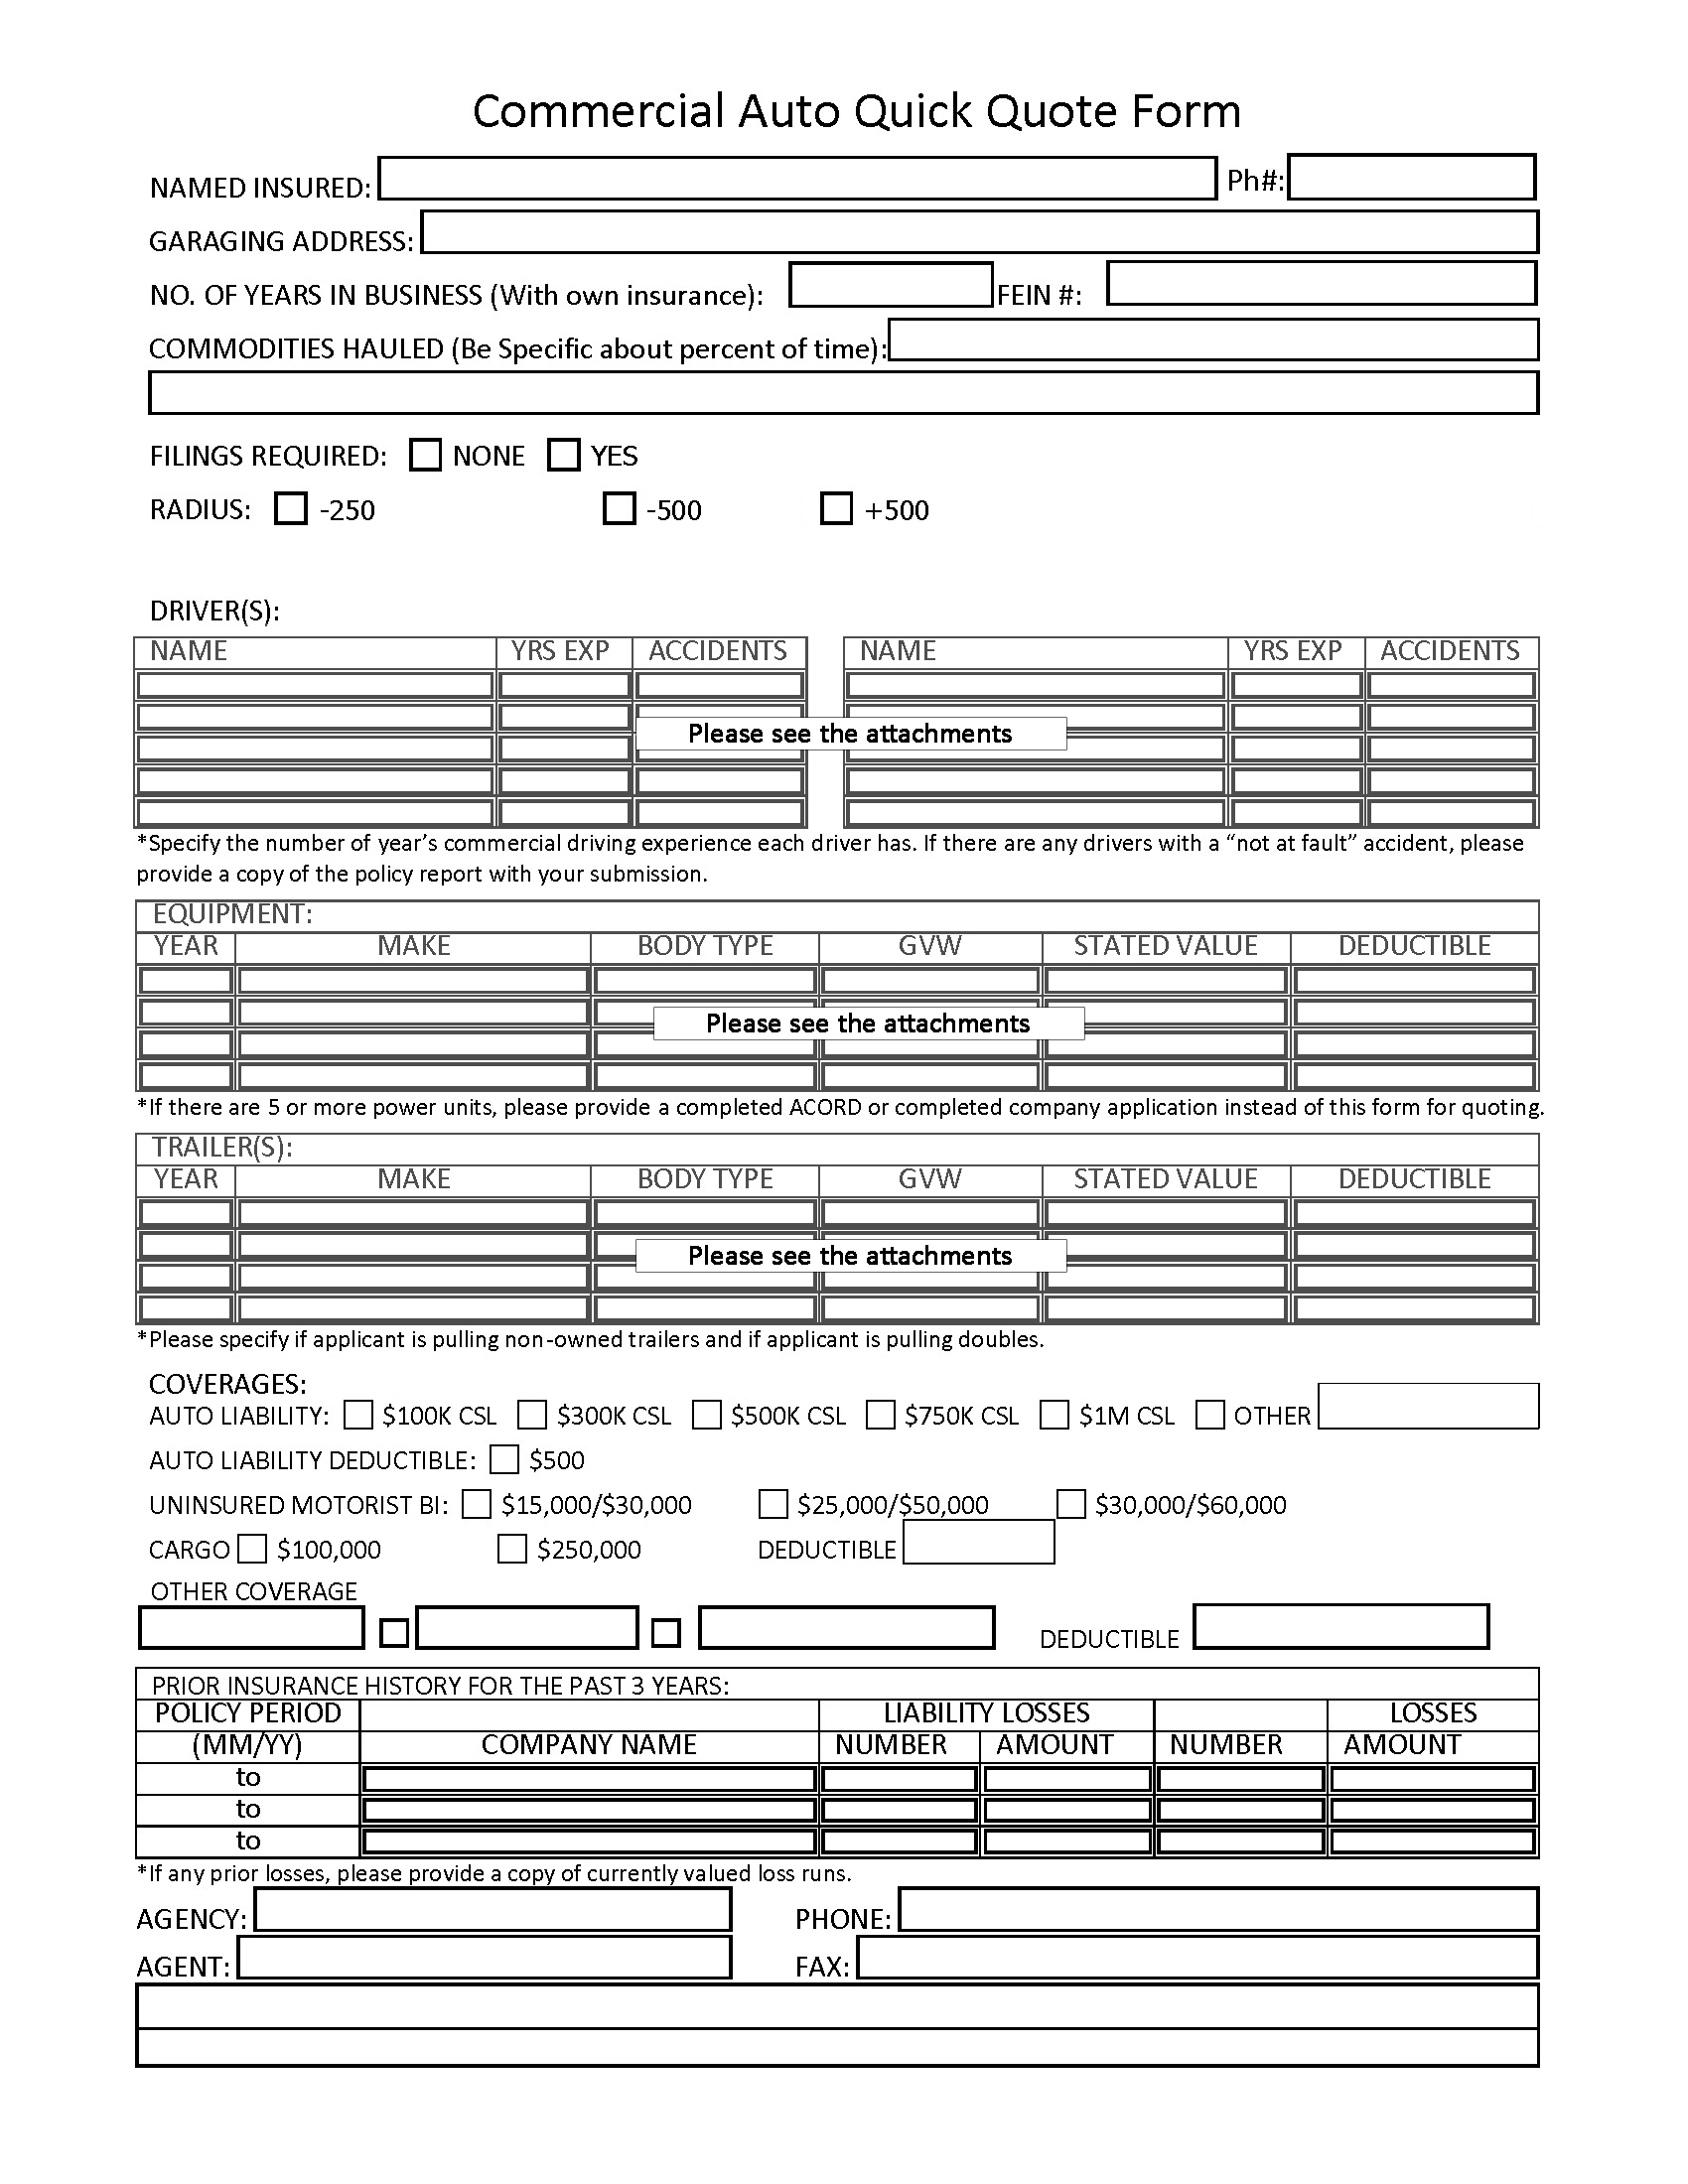 Commercial Auto Quick Quote Form
NAMED INSURED: Ph#:
GARAGING ADDRESS:
NO. OF YEARS IN BUSINESS (With own insurance): FEIN #:
COMMODITIES HAULED (Be Specific about percent of time):
FILINGS REQUIRED: NONE YES
RADIUS: -250 -500 +500
DRIVER(S):
NAME YRS EXP ACCIDENTS NAME YRS EXP ACCIDENTS
Please see the attachments
*Specify the number of year’s commercial driving experience each driver has. If there are any drivers with a “not at fault” accident, please
provide a copy of the policy report with your submission.
EQUIPMENT:
YEAR MAKE BODY TYPE GVW STATED VALUE DEDUCTIBLE
Please see the attachments
*If there are 5 or more power units, please provide a completed ACORD or completed company application instead of this form for quoting.
TRAILER(S):
YEAR MAKE BODY TYPE GVW STATED VALUE DEDUCTIBLE
Please see the attachments
*Please specify if applicant is pulling non-owned trailers and if applicant is pulling doubles.
COVERAGES:
AUTO LIABILITY: $100K CSL $300K CSL $500K CSL $750K CSL $1M CSL OTHER
AUTO LIABILITY DEDUCTIBLE: $500
UNINSURED MOTORIST BI: $15,000/$30,000 $25,000/$50,000 $30,000/$60,000
CARGO $100,000 $250,000 DEDUCTIBLE
OTHER COVERAGE
DEDUCTIBLE
PRIOR INSURANCE HISTORY FOR THE PAST 3 YEARS:
POLICY PERIOD LIABILITY LOSSES LOSSES
(MM/YY) COMPANY NAME NUMBER AMOUNT NUMBER AMOUNT
to
to
to
*If any prior losses, please provide a copy of currently valued loss runs.
AGENCY: PHONE:
AGENT: FAX: